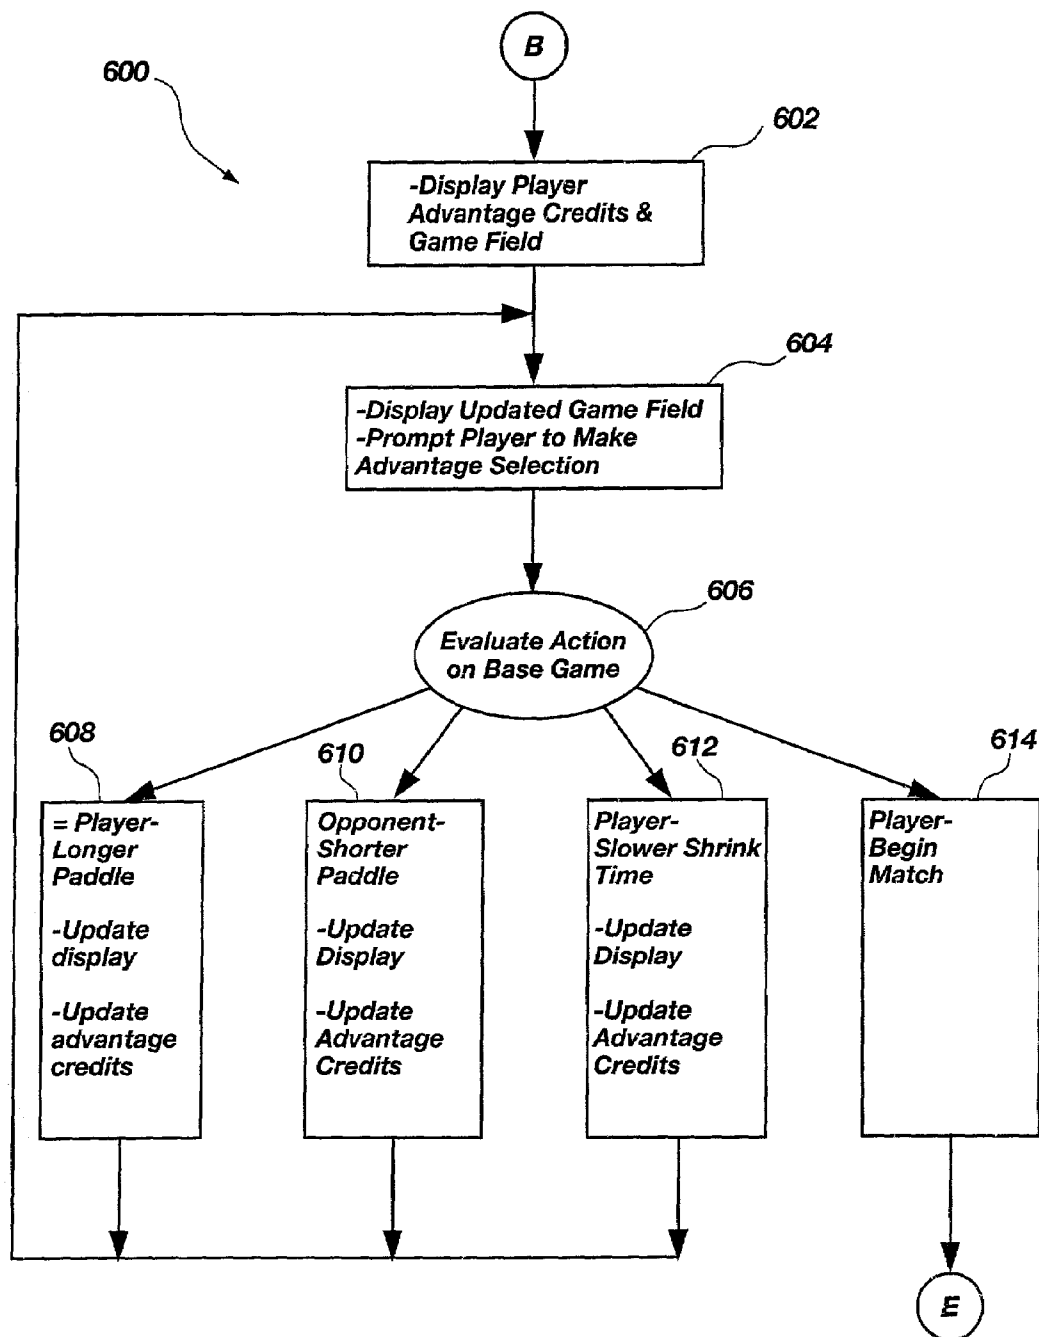 B
600
602
-Display Player
Advantage Credits &
Game Field
604
-Display Updated Game Field
-Prompt Player to Make
Advantage Selection
606
Evaluate Action
on Base Game
608
= Player-
Longer
Paddle
-Update
display
-Update
advantage
credits
610
Opponent-
Shorter
Paddle
-Update
Display
-Update
Advantage
Credits
612
Player-
Slower Shrink
Time
-Update
Display
-Update
Advantage
Credits
614
Player-
Begin
Match
E